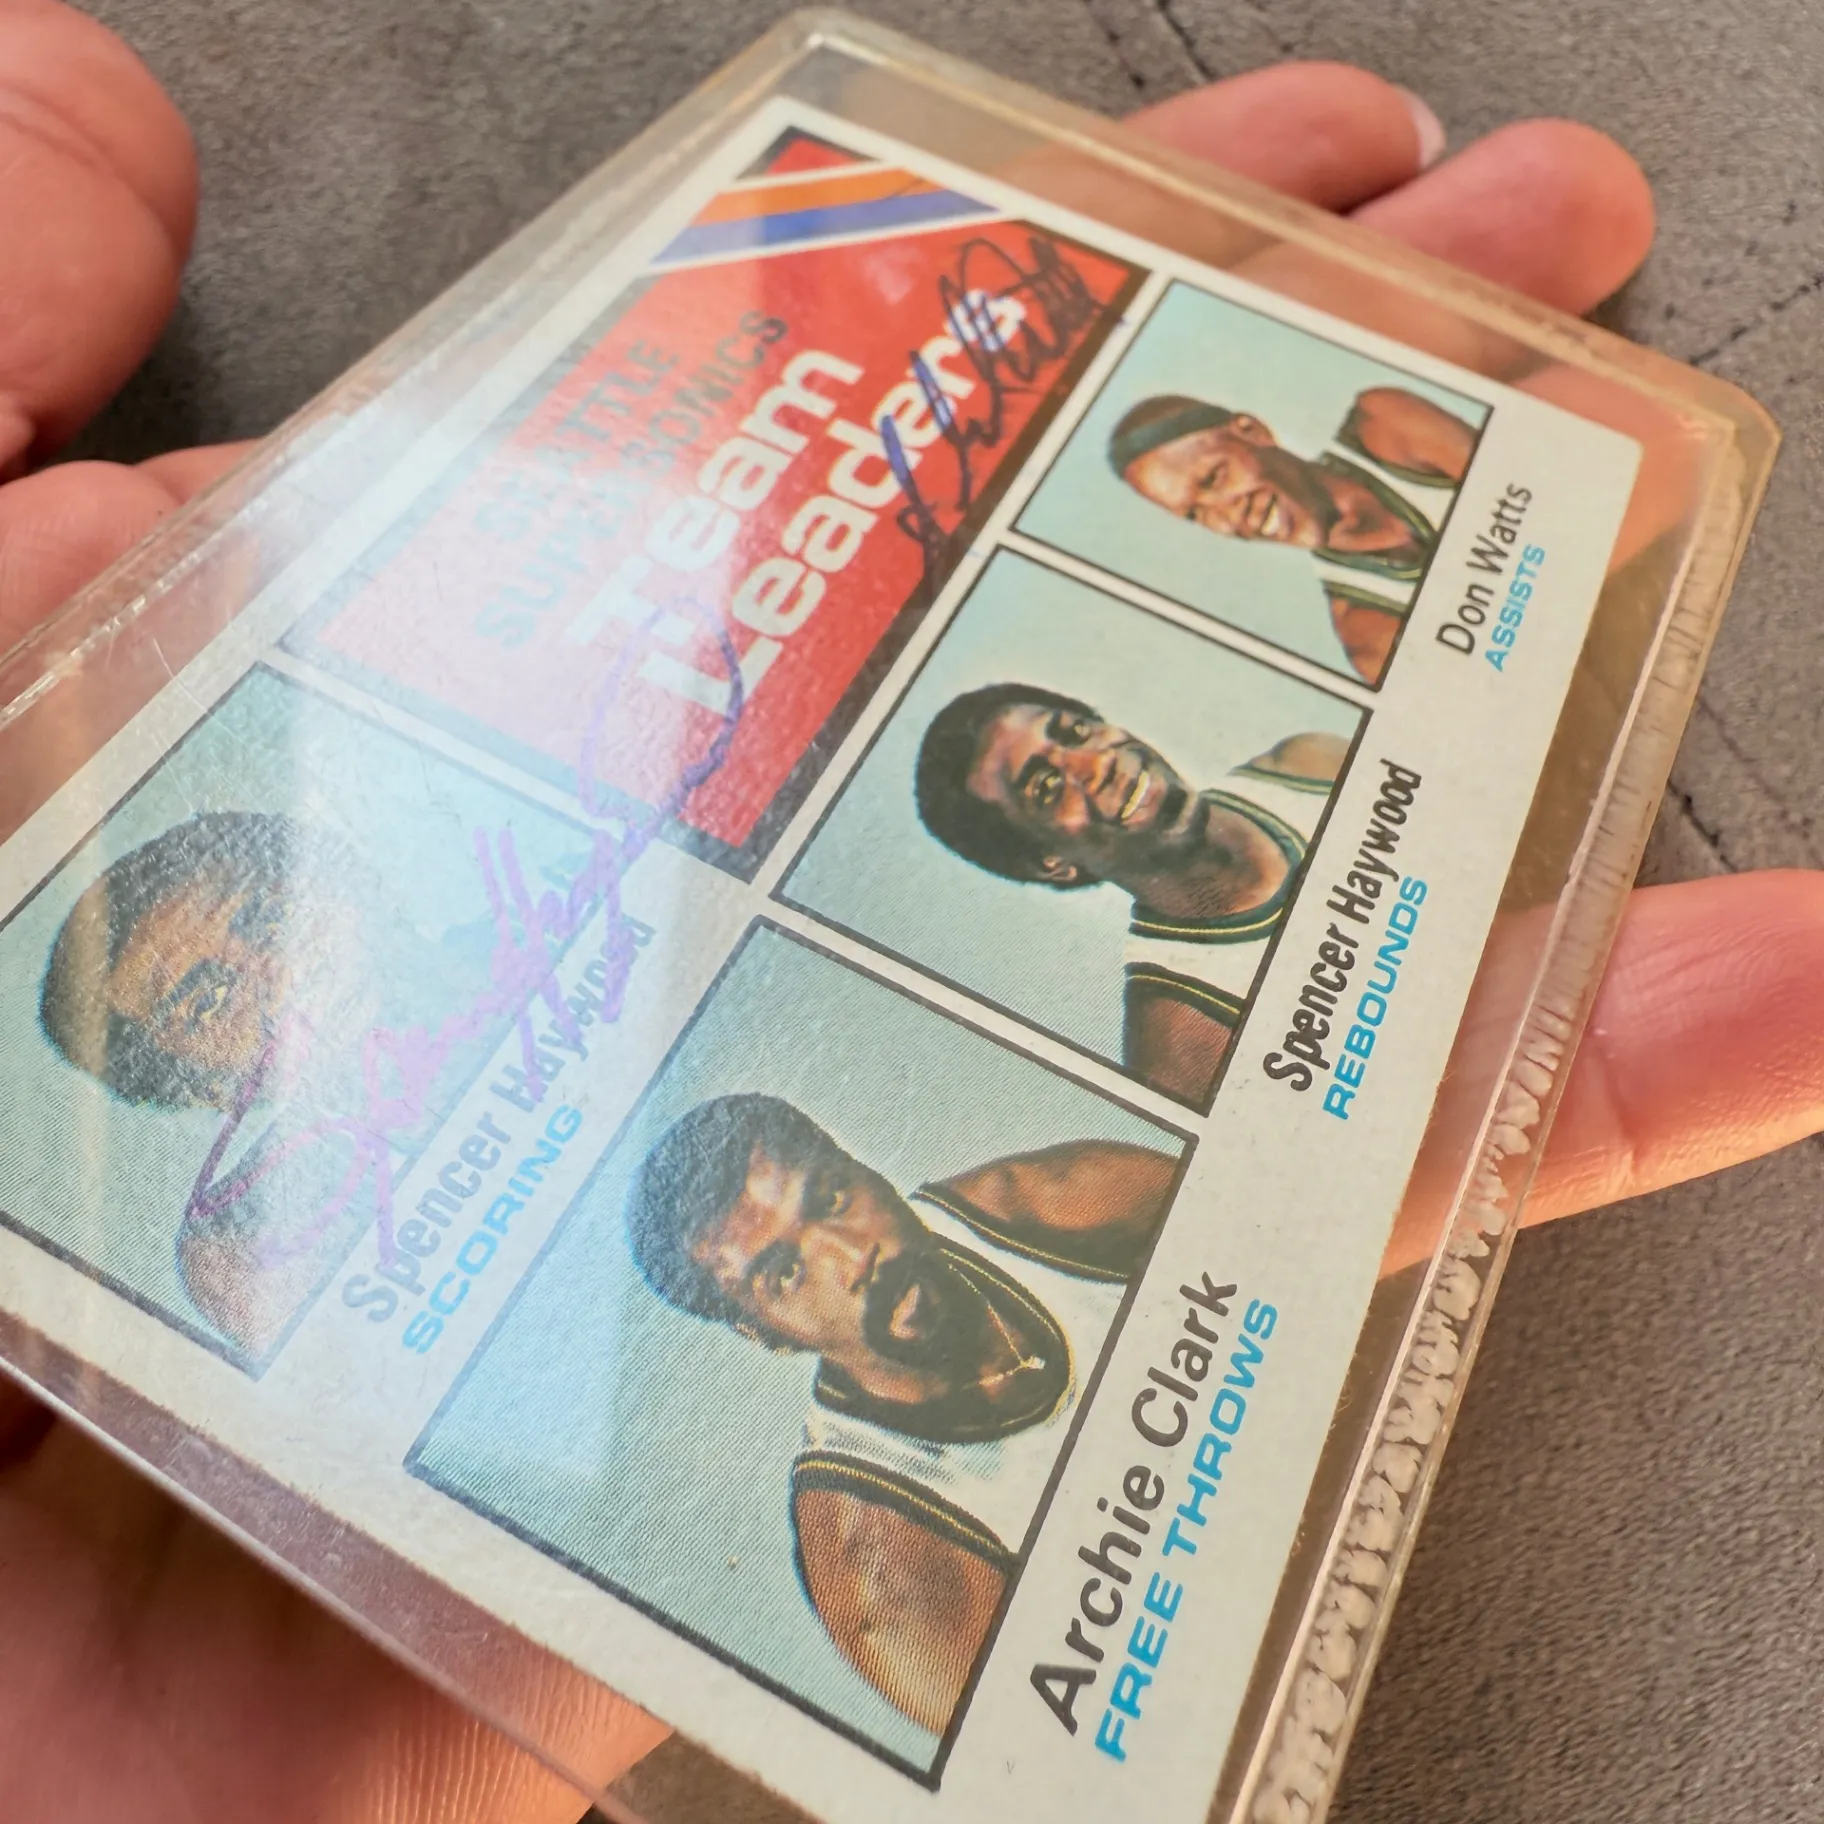 SEATTLE
SUPERSONICS
Team
Leaders
Spencer Haywood
SCORING
Archie Clark
FREE THROWS
Spencer Haywood
REBOUNDS
Don Watts
ASSISTS